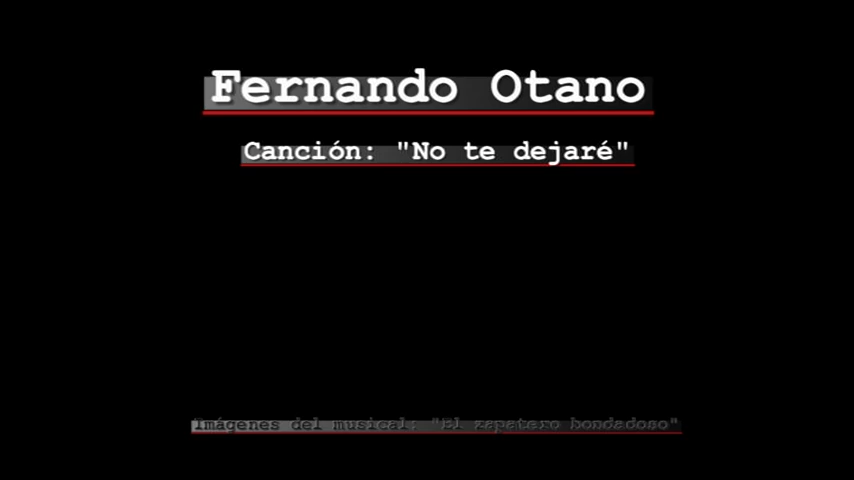 Fernando Otano
Canción: "No te dejaré"
Imágenes del musical: "El zapatero bondadoso"